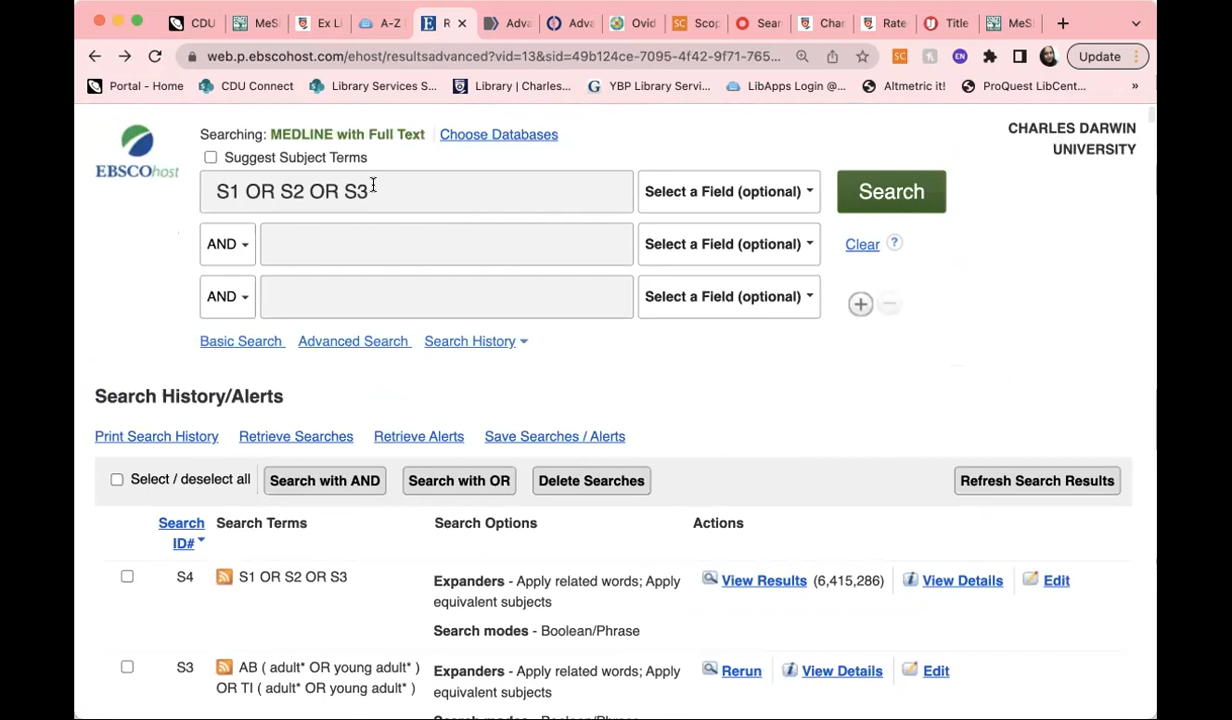 CDU
MeS
Ex Li
A-Z
R
Adva
Adva
Ovid
Scop
Sear
Char
Rate
Title
MeS
web.p.ebscohost.com/ehost/resultsadvanced?vid=13&sid=49b124ce-7095-4f42-9f71-765...
Update
Portal - Home
CDU Connect
Library Services S...
Library | Charles...
YBP Library Servi...
LibApps Login @...
Altmetric it!
ProQuest LibCent...
»
EBSCOhost
Searching: MEDLINE with Full Text
Choose Databases
CHARLES DARWIN
UNIVERSITY
Suggest Subject Terms
S1 OR S2 OR S3
Select a Field (optional)
Search
AND
Select a Field (optional)
Clear
?
AND
Select a Field (optional)
Basic Search
Advanced Search
Search History
Search History/Alerts
Print Search History
Retrieve Searches
Retrieve Alerts
Save Searches / Alerts
Select / deselect all
Search with AND
Search with OR
Delete Searches
Refresh Search Results
Search
ID#
Search Terms
Search Options
Actions
S4
S1 OR S2 OR S3
Expanders - Apply related words; Apply
equivalent subjects
Search modes - Boolean/Phrase
View Results (6,415,286)
View Details
Edit
S3
AB ( adult* OR young adult* )
OR TI ( adult* OR young adult* )
Expanders - Apply related words; Apply
equivalent subjects
Rerun
View Details
Edit